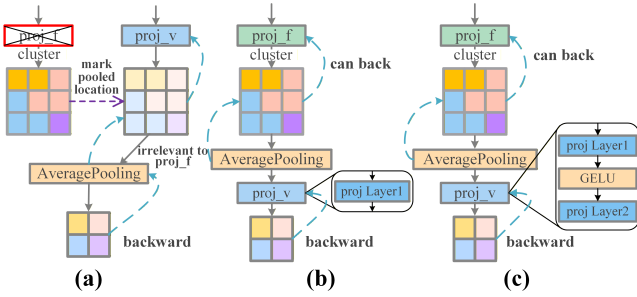 proj_f
cluster
mark
pooled
location
proj_v
irrelevant to
proj_f
AveragePooling
backward
(a)
proj_f
cluster
can back
AveragePooling
proj_v
proj Layer1
backward
(b)
proj_f
cluster
can back
AveragePooling
proj_v
proj Layer1
GELU
proj Layer2
backward
(c)